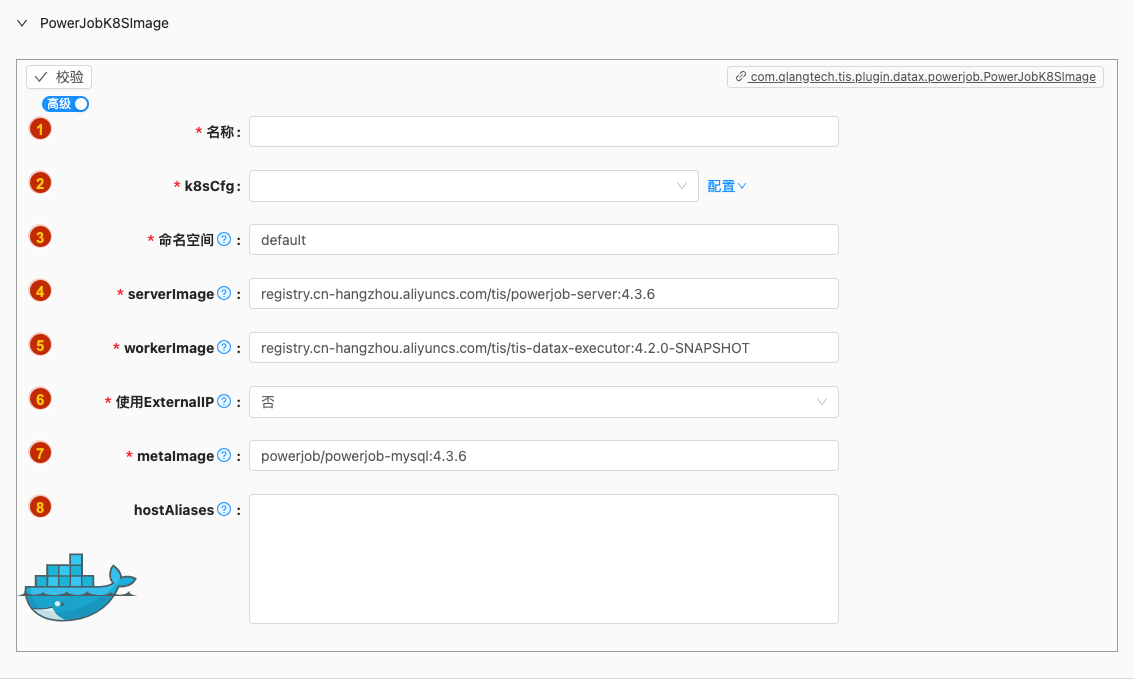 PowerJobK8SImage
校验
com.qlangtech.tis.plugin.datax.powerjob.PowerJobK8SImage
高级
1 * 名称 :
2 * k8sCfg : 配置
3 * 命名空间 ? : default
4 * serverImage ? : registry.cn-hangzhou.aliyuncs.com/tis/powerjob-server:4.3.6
5 * workerImage ? : registry.cn-hangzhou.aliyuncs.com/tis/tis-datax-executor:4.2.0-SNAPSHOT
6 * 使用ExternalIP ? : 否
7 * metaImage ? : powerjob/powerjob-mysql:4.3.6
8 hostAliases ? :